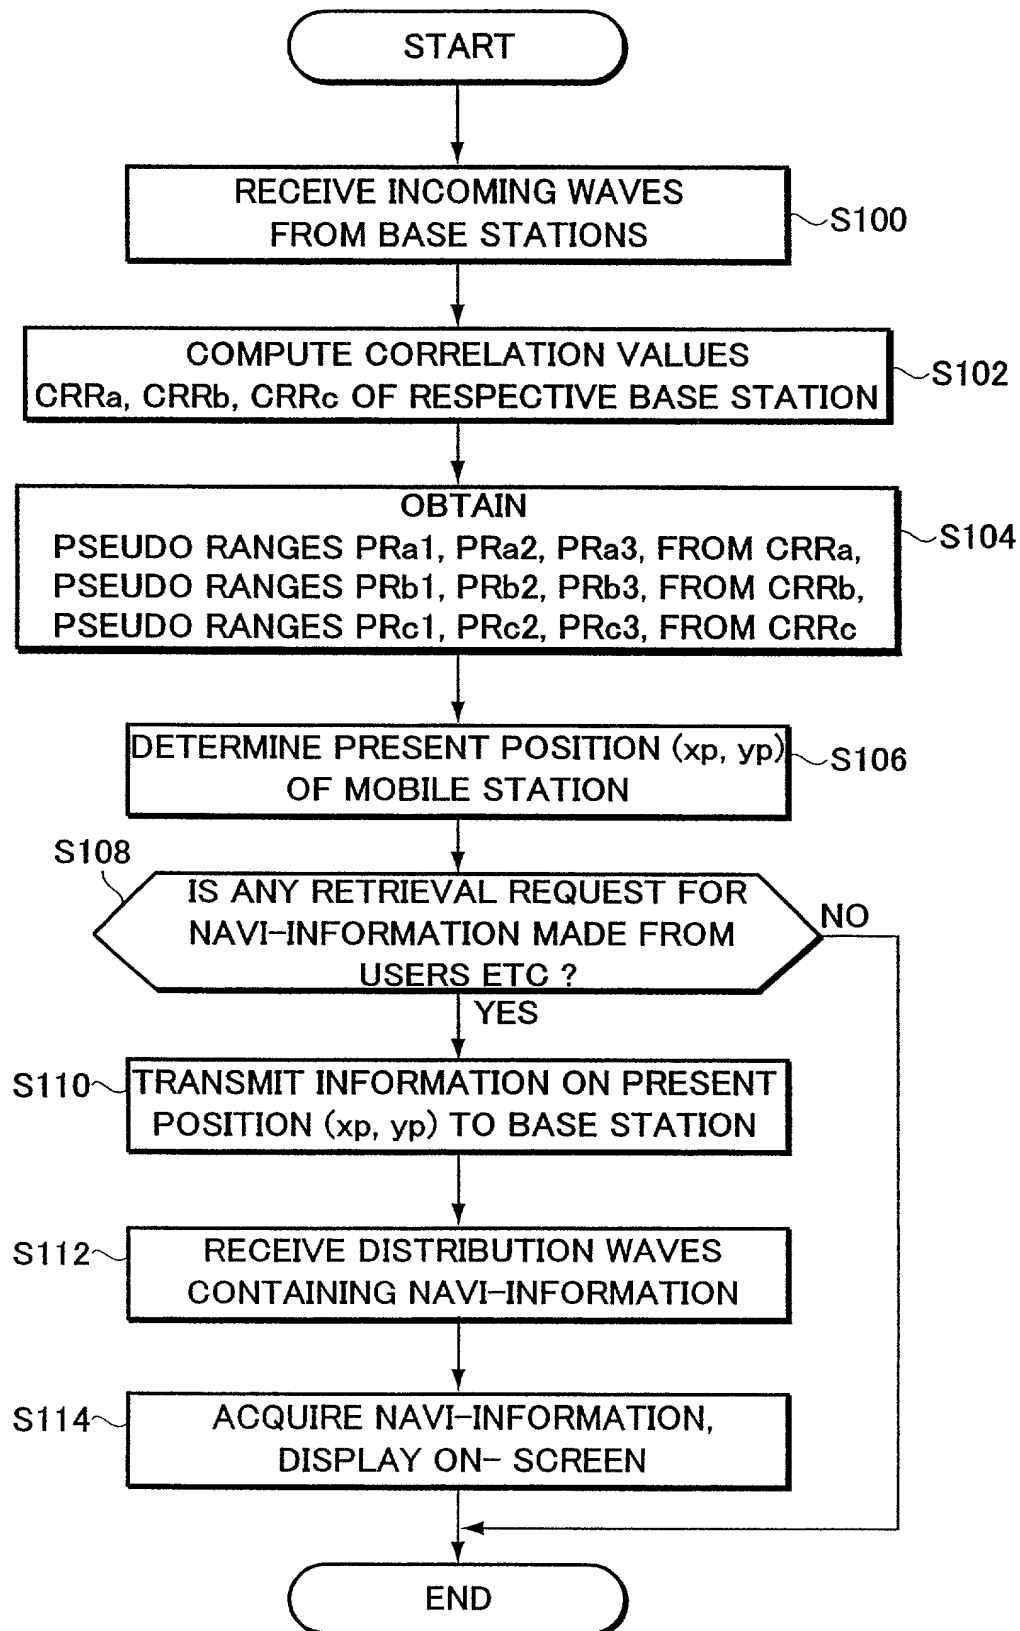 START
RECEIVE INCOMING WAVES
FROM BASE STATIONS
S100
COMPUTE CORRELATION VALUES
CRRa, CRRb, CRRc OF RESPECTIVE BASE STATION
S102
OBTAIN
PSEUDO RANGES PRa1, PRa2, PRa3, FROM CRRa,
PSEUDO RANGES PRb1, PRb2, PRb3, FROM CRRb,
PSEUDO RANGES PRc1, PRc2, PRc3, FROM CRRc
S104
DETERMINE PRESENT POSITION (xp, yp)
OF MOBILE STATION
S106
S108
IS ANY RETRIEVAL REQUEST FOR
NAVI-INFORMATION MADE FROM
USERS ETC ?
NO
YES
S110
TRANSMIT INFORMATION ON PRESENT
POSITION (xp, yp) TO BASE STATION
S112
RECEIVE DISTRIBUTION WAVES
CONTAINING NAVI-INFORMATION
S114
ACQUIRE NAVI-INFORMATION,
DISPLAY ON- SCREEN
END